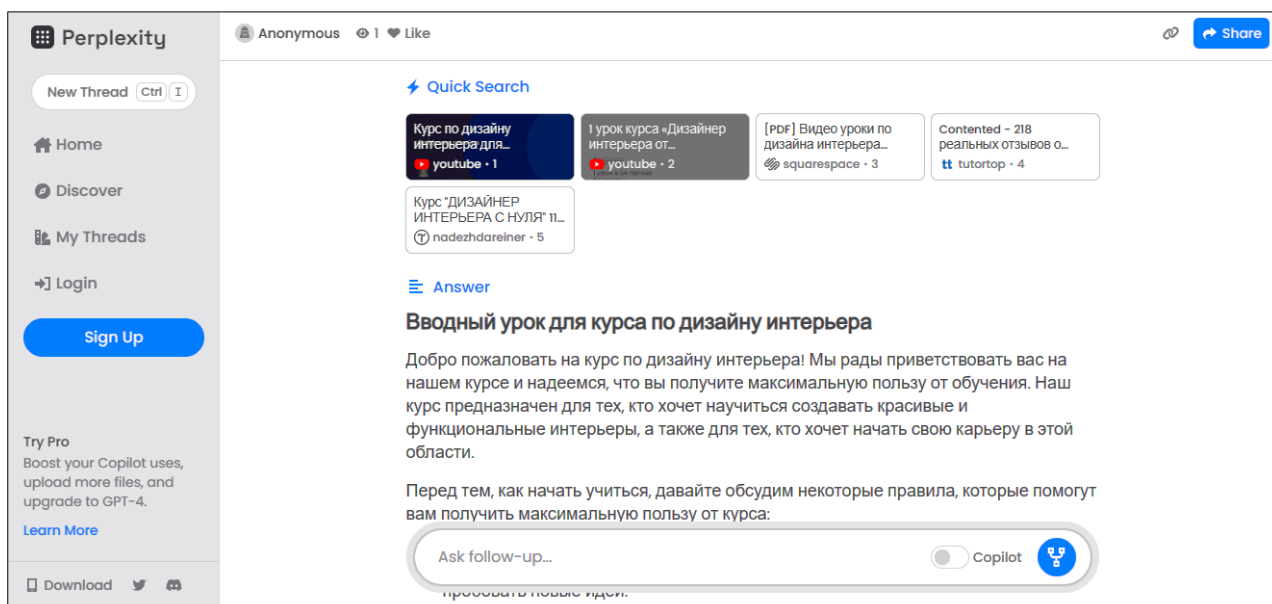 Perplexity
New Thread Ctrl I
Home
Discover
My Threads
Login
Sign Up
Try Pro
Boost your Copilot uses,
upload more files, and
upgrade to GPT-4.
Learn More
Download
Anonymous 1 Like
Share
Quick Search
Курс по дизайну
интерьера для...
youtube · 1
1 урок курса «Дизайнер
интерьера от...
youtube · 2
[PDF] Видео уроки по
дизайна интерьера...
squarespace · 3
Contented - 218
реальных отзывов о...
tt tutortop · 4
Курс "ДИЗАЙНЕР
ИНТЕРЬЕРА С НУЛЯ" 11...
nadezhdareiner · 5
Answer
Вводный урок для курса по дизайну интерьера
Добро пожаловать на курс по дизайну интерьера! Мы рады приветствовать вас на
нашем курсе и надеемся, что вы получите максимальную пользу от обучения. Наш
курс предназначен для тех, кто хочет научиться создавать красивые и
функциональные интерьеры, а также для тех, кто хочет начать свою карьеру в этой
области.
Перед тем, как начать учиться, давайте обсудим некоторые правила, которые помогут
вам получить максимальную пользу от курса:
Ask follow-up...
Copilot
пробовать новые идеи.